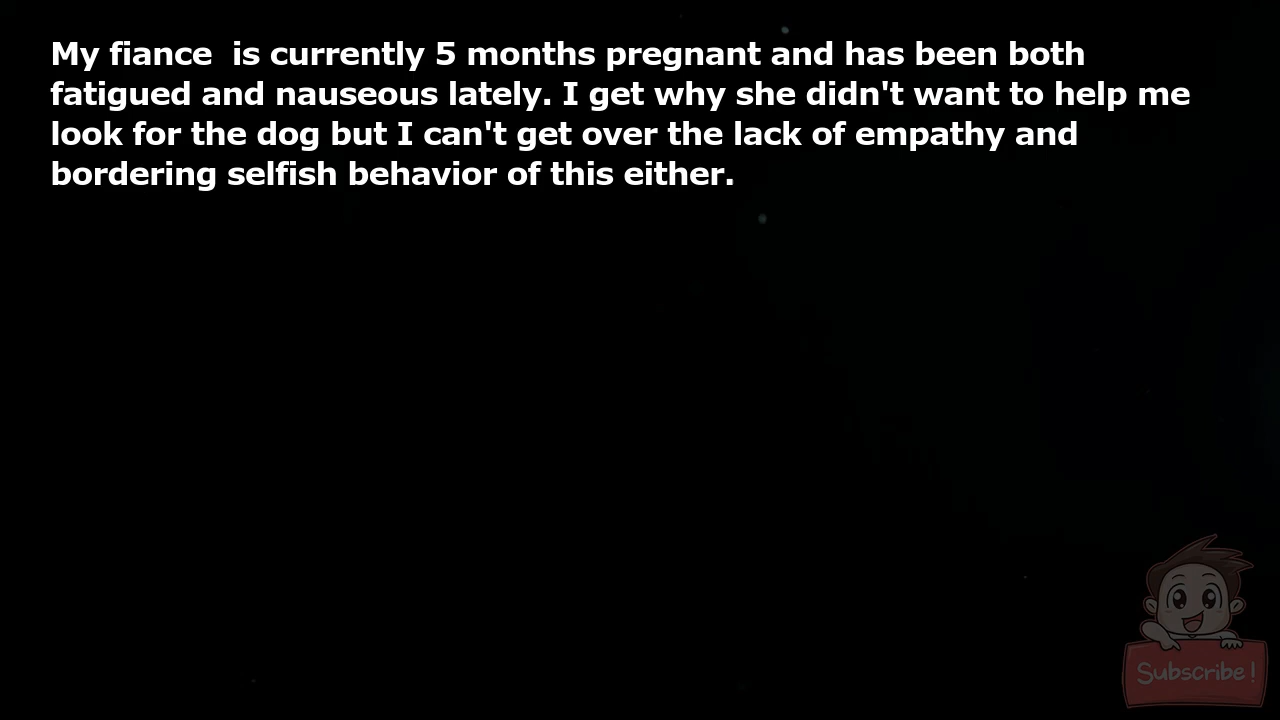 My fiance  is currently 5 months pregnant and has been both
fatigued and nauseous lately. I get why she didn't want to help me
look for the dog but I can't get over the lack of empathy and
bordering selfish behavior of this either.
Subscribe!